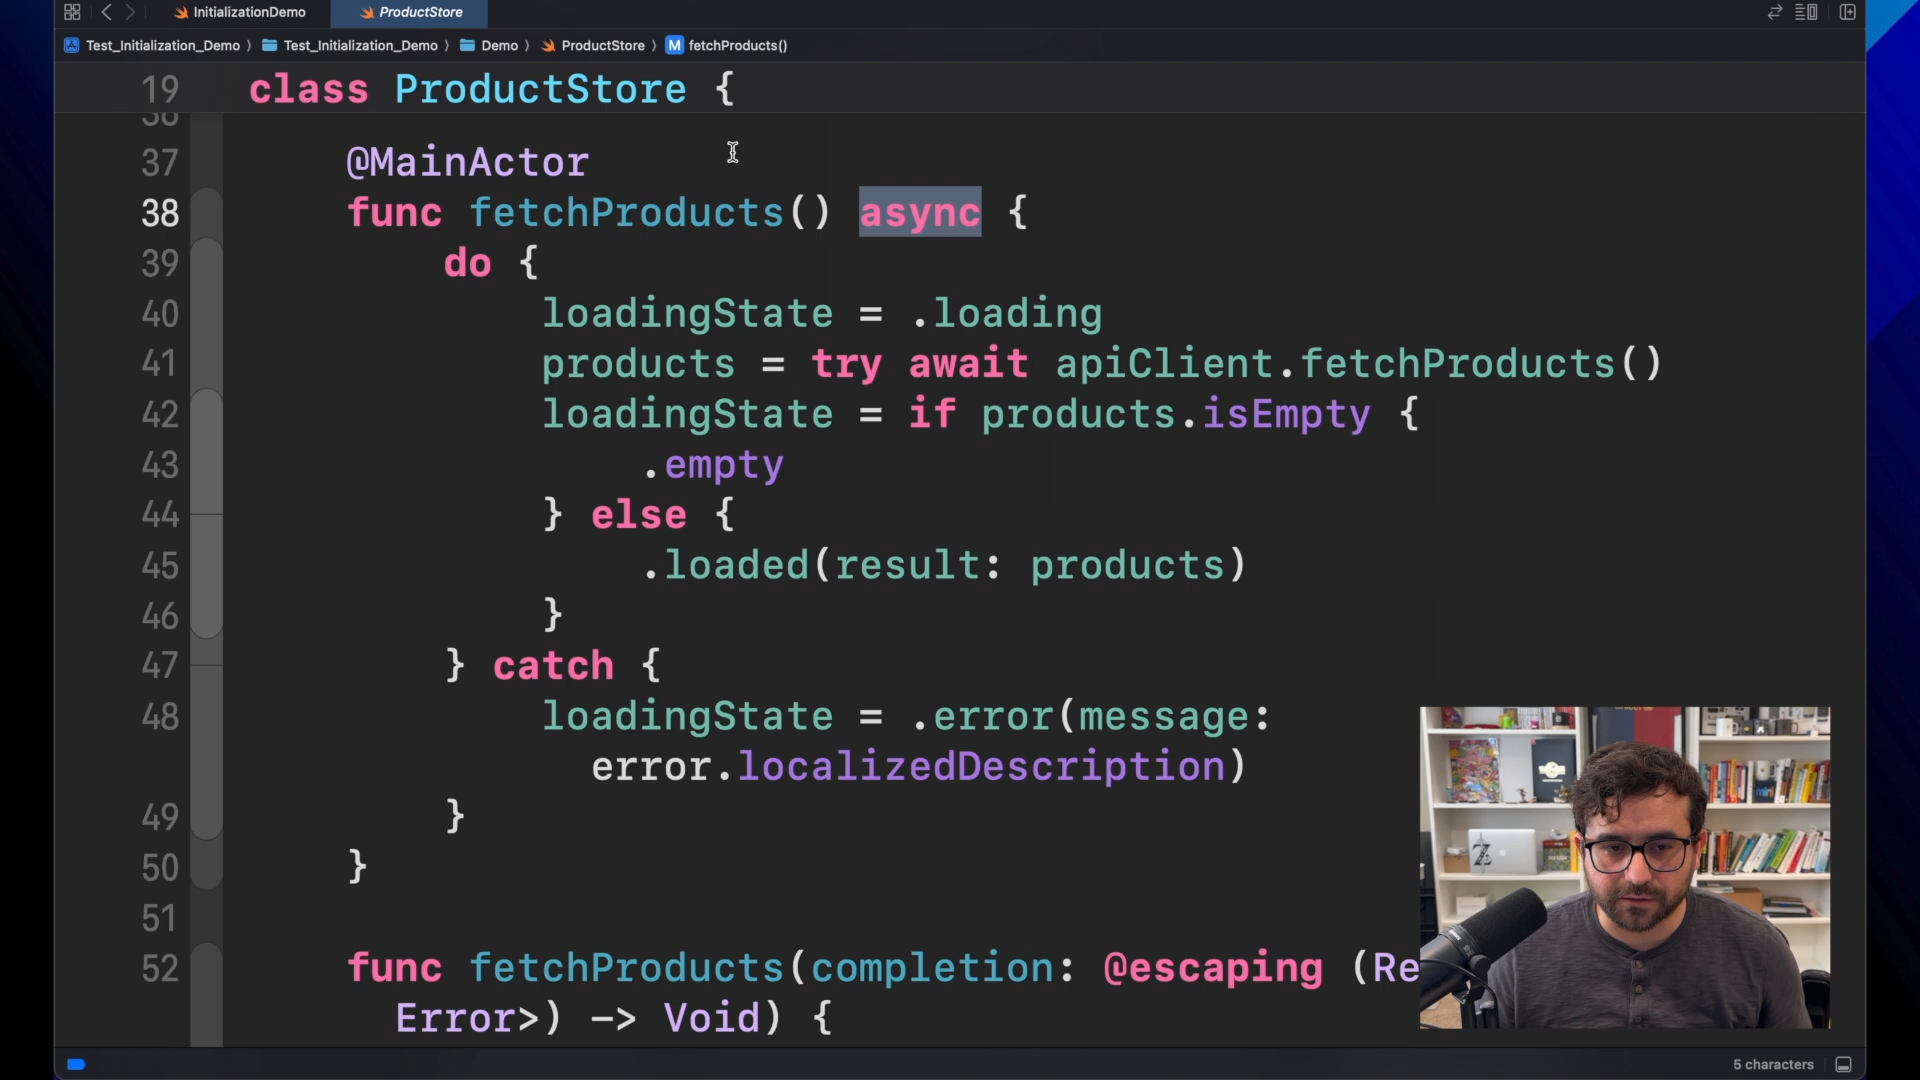 InitializationDemo
ProductStore
Test_Initialization_Demo
Test_Initialization_Demo
Demo
ProductStore
M
fetchProducts()
19 class ProductStore {
36
37 @MainActor
38 func fetchProducts() async {
39 do {
40 loadingState = .loading
41 products = try await apiClient.fetchProducts()
42 loadingState = if products.isEmpty {
43 .empty
44 } else {
45 .loaded(result: products)
46 }
47 } catch {
48 loadingState = .error(message:
error.localizedDescription)
49 }
50 }
51
52 func fetchProducts(completion: @escaping (Re
Error>) -> Void) {
5 characters